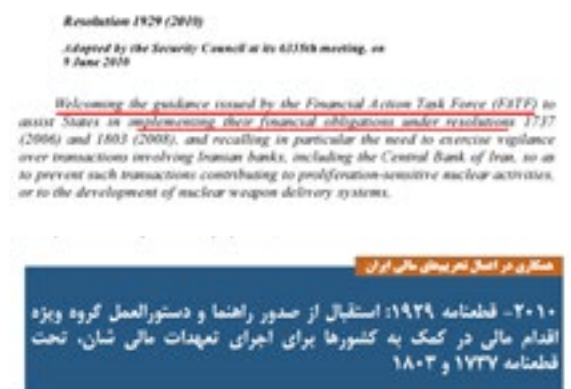 Resolution 1929 (2010)
Adopted by the Security Council at its 6335th meeting, on
9 June 2010
Welcoming the guidance issued by the Financial Action Task Force (FATF) to
assist States in implementing their financial obligations under resolutions 1737
(2006) and 1803 (2008), and recalling in particular the need to exercise vigilance
over transactions involving Iranian banks, including the Central Bank of Iran, so as
to prevent such transactions contributing to proliferation-sensitive nuclear activities,
or to the development of nuclear weapon delivery systems.
همکاری در اعمال تحریمهای مالی ایران
۲۰۱۰- قطعنامه ۱۹۲۹: استقبال از صدور راهنما و دستورالعمل گروه ویژه
اقدام مالی در کمک به کشورها برای اجرای تعهدات مالی شان، تحت
قطعنامه ۱۷۳۷ و ۱۸۰۳